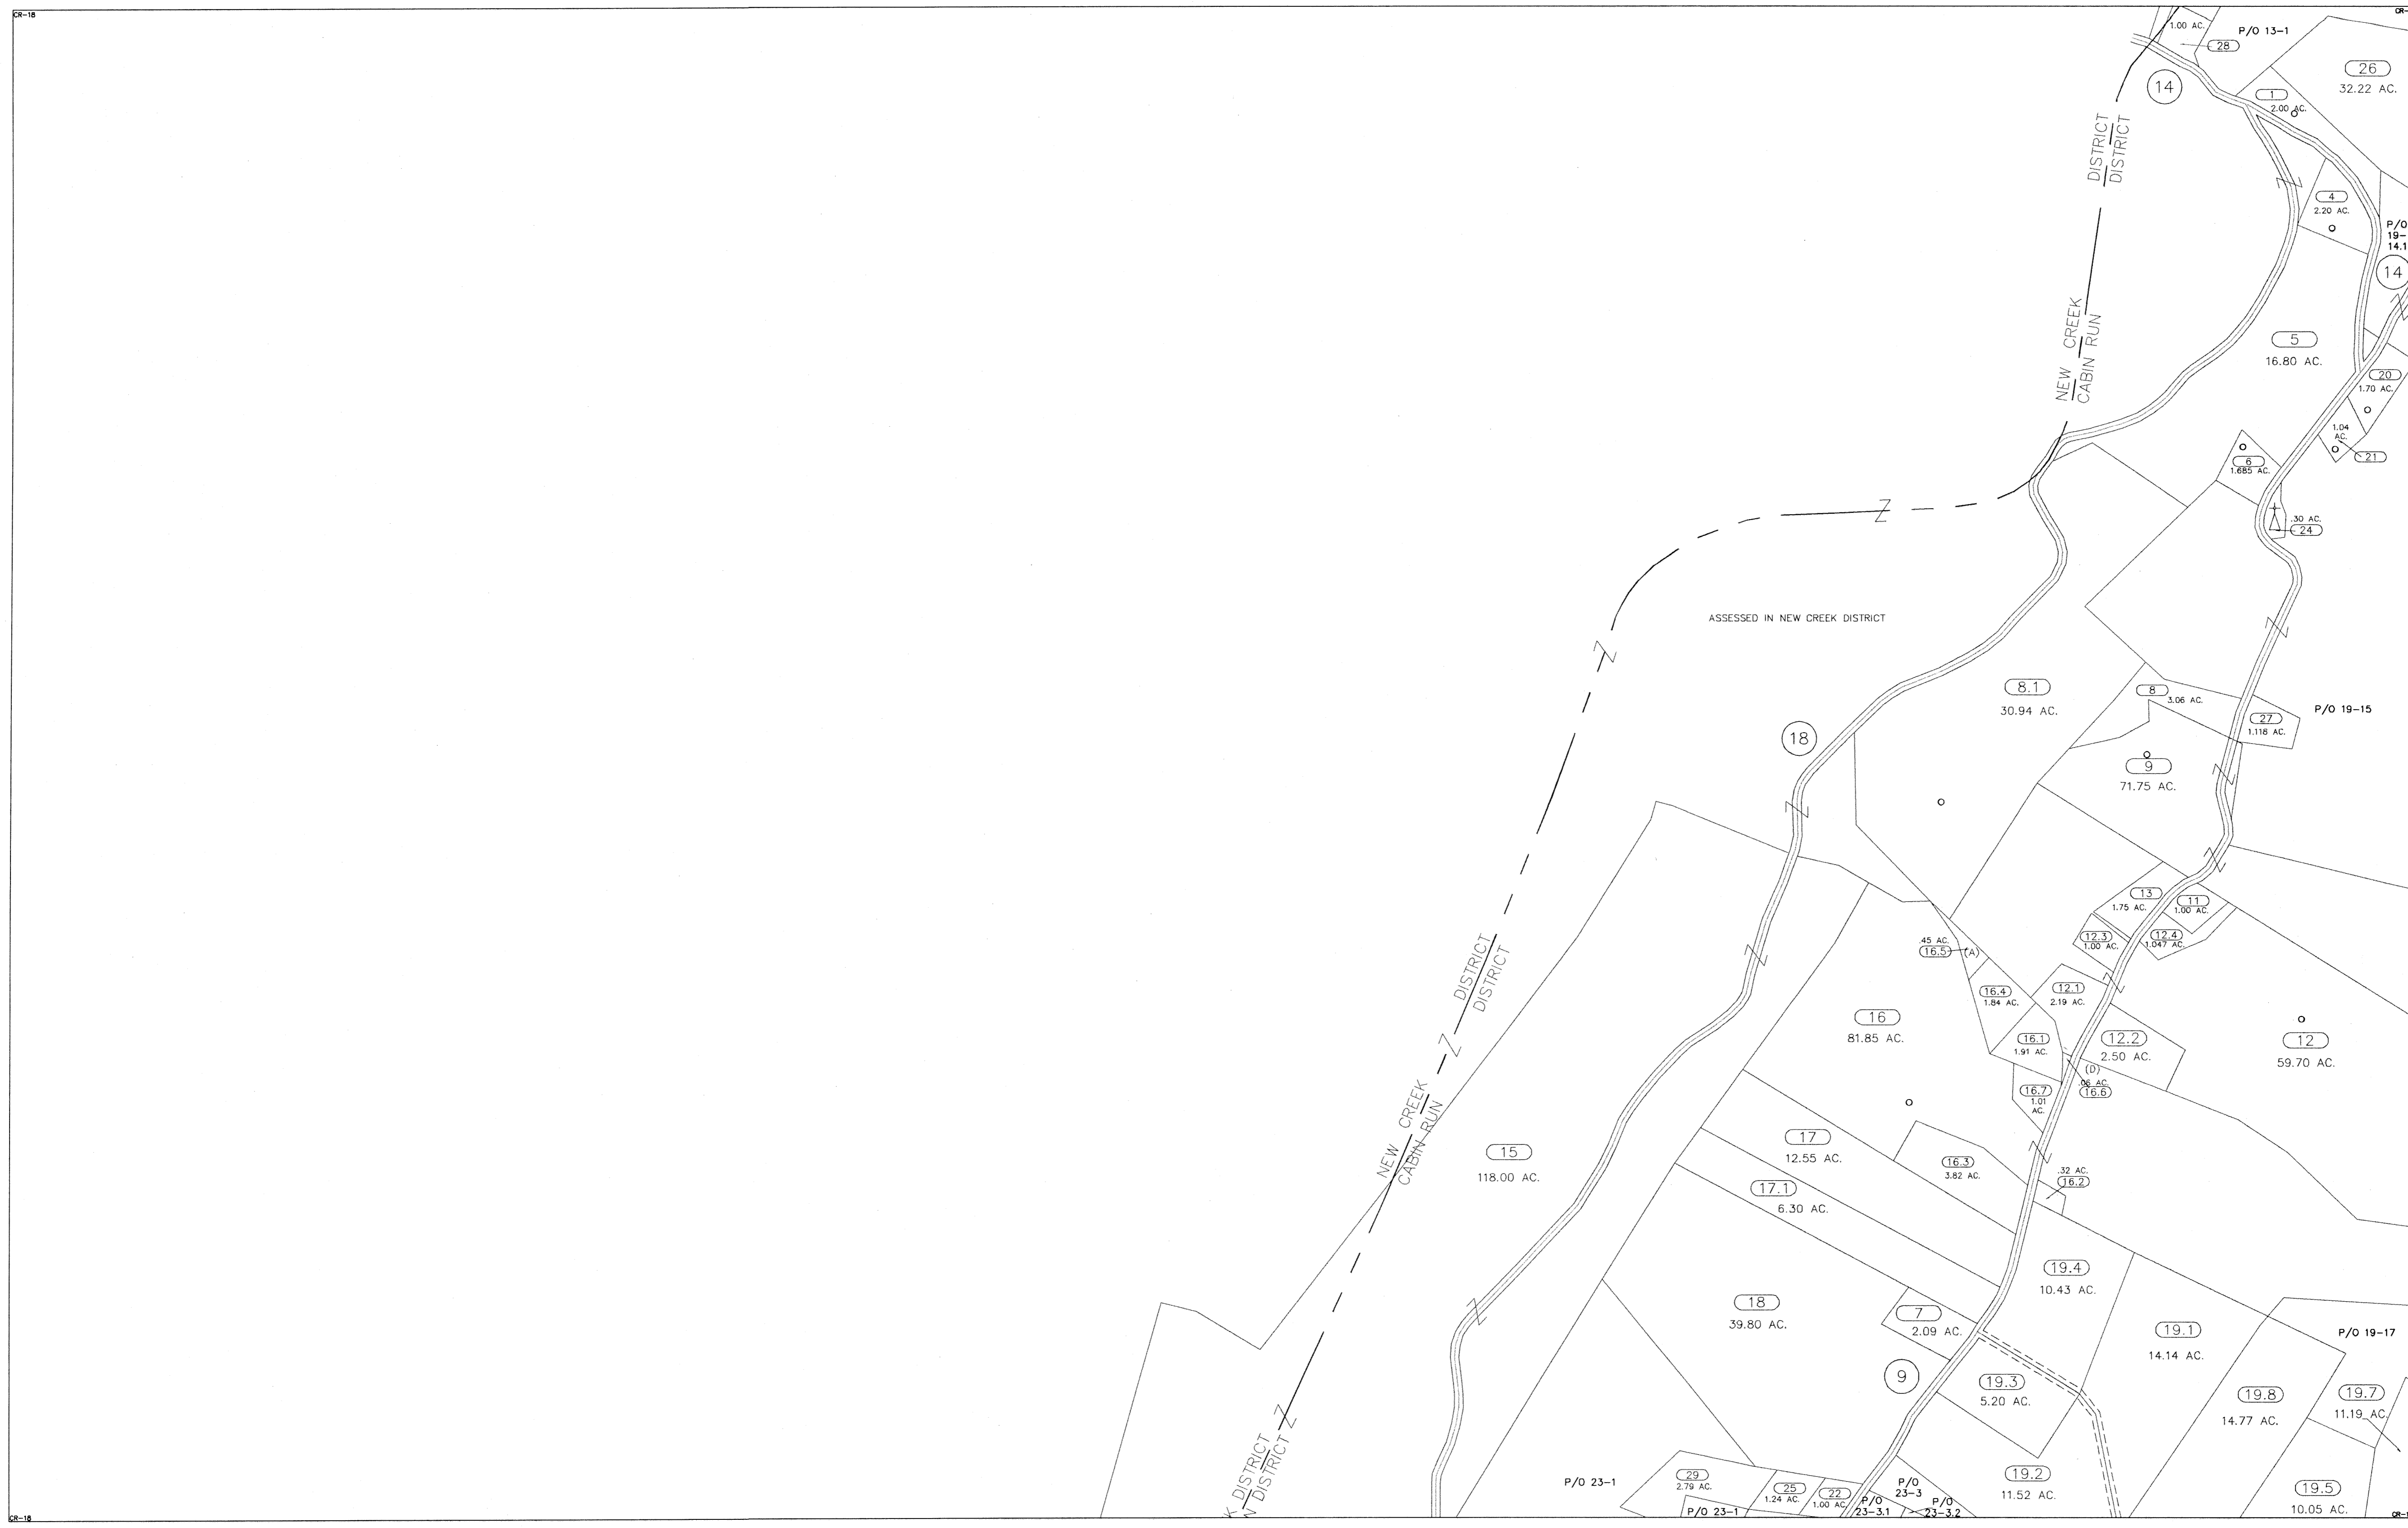 CR-18
CR-
1.00 AC.
28
P/O 13-1
26
32.22 AC.
14
1
2.00 AC.
DISTRICT
DISTRICT
4
2.20 AC.
P/O
19-
14.1
14
NEW CREEK
CABIN RUN
5
16.80 AC.
20
1.70 AC.
1.04
AC.
21
6
1.685 AC.
.30 AC.
24
ASSESSED IN NEW CREEK DISTRICT
8.1
30.94 AC.
8
3.06 AC.
27
1.118 AC.
P/O 19-15
18
9
71.75 AC.
13
1.75 AC.
11
1.00 AC.
12.3
1.00 AC.
12.4
1.047 AC.
.45 AC.
16.5
(A)
DISTRICT
DISTRICT
16.4
1.84 AC.
12.1
2.19 AC.
16
81.85 AC.
16.1
1.91 AC.
12.2
2.50 AC.
12
59.70 AC.
(D)
.06 AC.
16.6
16.7
1.01
AC.
NEW CREEK
CABIN RUN
15
118.00 AC.
17
12.55 AC.
16.3
3.82 AC.
.32 AC.
16.2
17.1
6.30 AC.
19.4
10.43 AC.
18
39.80 AC.
7
2.09 AC.
19.1
14.14 AC.
P/O 19-17
9
19.3
5.20 AC.
19.8
14.77 AC.
19.7
11.19 AC.
K DISTRICT
N DISTRICT
P/O 23-1
29
2.79 AC.
25
1.24 AC.
22
1.00 AC.
P/O
23-3
19.2
11.52 AC.
19.5
10.05 AC.
P/O 23-1
P/O
23-3.1
P/O
23-3.2
CR-18
CR-